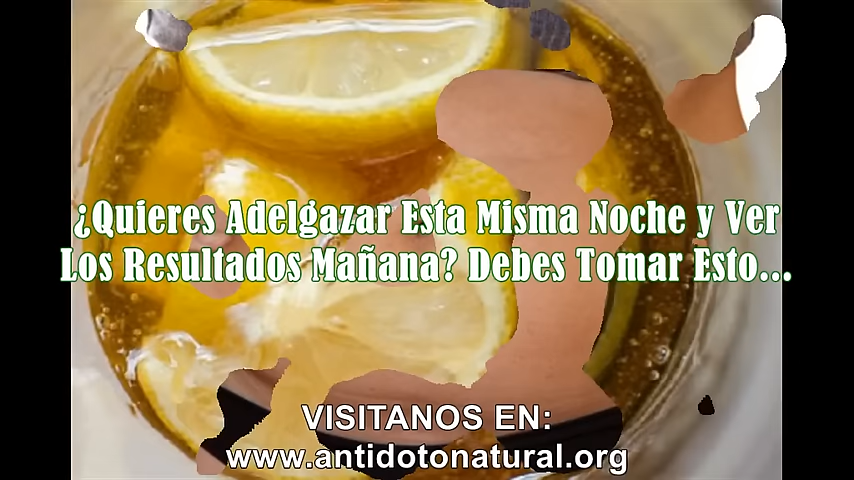 ¿Quieres Adelgazar Esta Misma Noche y Ver
Los Resultados Mañana? Debes Tomar Esto...
VISITANOS EN:
www.antidotonatural.org